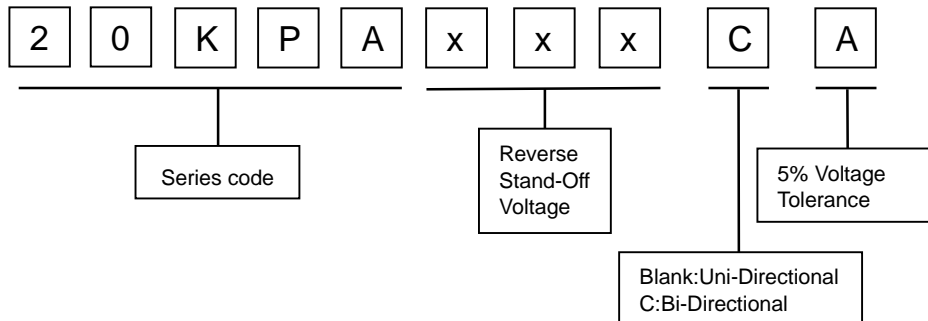 2 0 K P A x x x C A
Series code
Reverse
Stand-Off
Voltage
5% Voltage
Tolerance
Blank:Uni-Directional
C:Bi-Directional